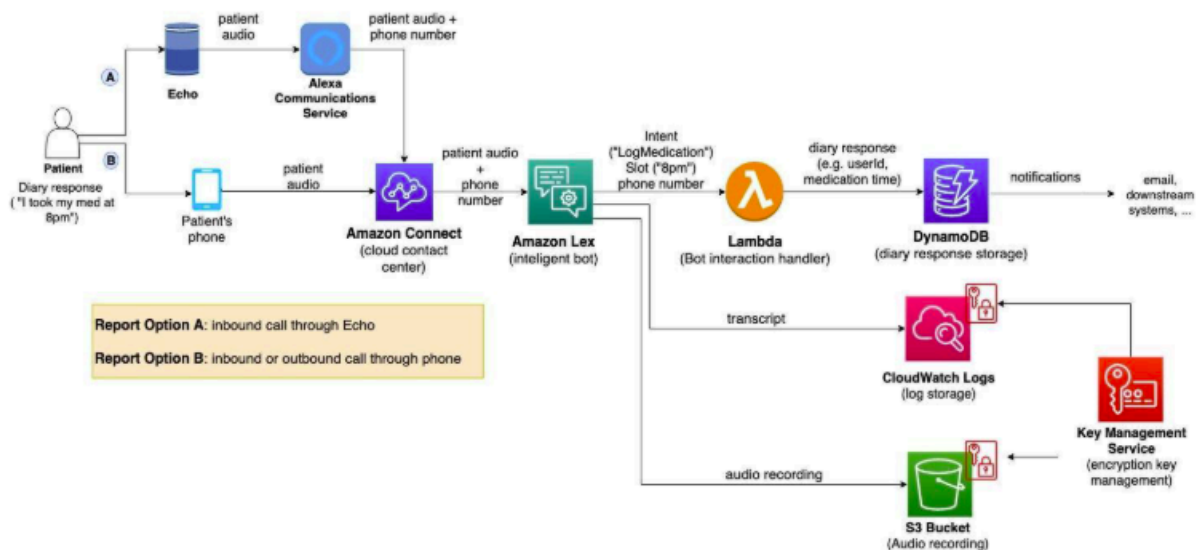 patient
audio
patient audio +
phone number
A
Echo
Alexa
Communications
Service
Patient
B
Diary response
( "I took my med at
8pm")
Patient's
phone
patient
audio
Amazon Connect
(cloud contact
center)
patient audio
+
phone
number
Amazon Lex
(inteligent bot)
Intent
("LogMedication")
Slot ("8pm")
phone number
Lambda
(Bot interaction handler)
diary response
(e.g. userId,
medication time)
DynamoDB
(diary response storage)
notifications
email,
downstream
systems, ...
Report Option A: inbound call through Echo
Report Option B: inbound or outbound call through phone
transcript
CloudWatch Logs
(log storage)
Key Management
Service
(encryption key
management)
audio recording
S3 Bucket
(Audio recording)